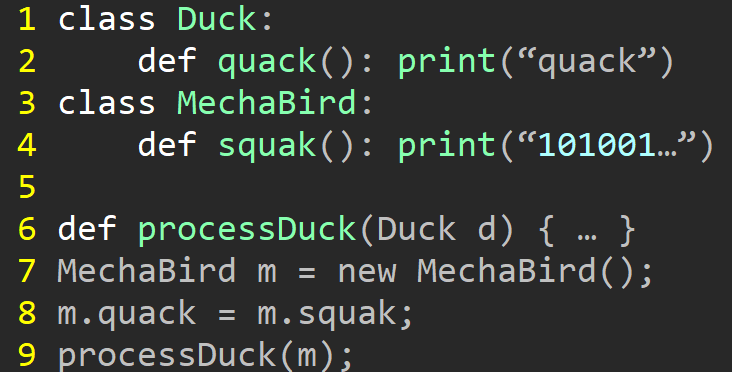 1 class Duck:
2     def quack(): print(“quack”)
3 class MechaBird:
4     def squak(): print(“101001…”)
5
6 def processDuck(Duck d) { … }
7 MechaBird m = new MechaBird();
8 m.quack = m.squak;
9 processDuck(m);